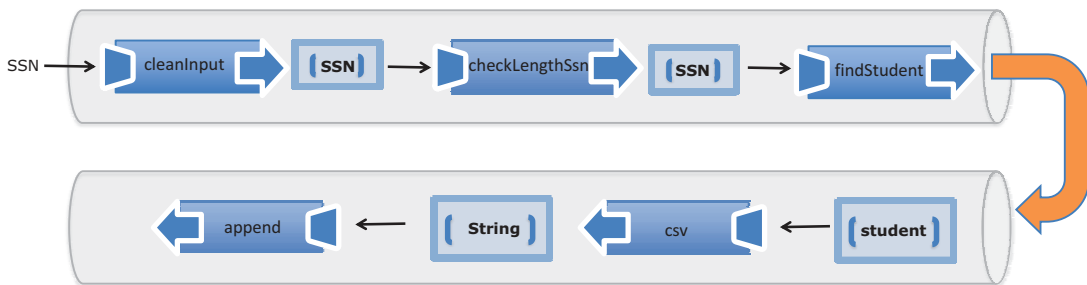 SSN
cleanInput
SSN
checkLengthSsn
SSN
findStudent
append
String
csv
student